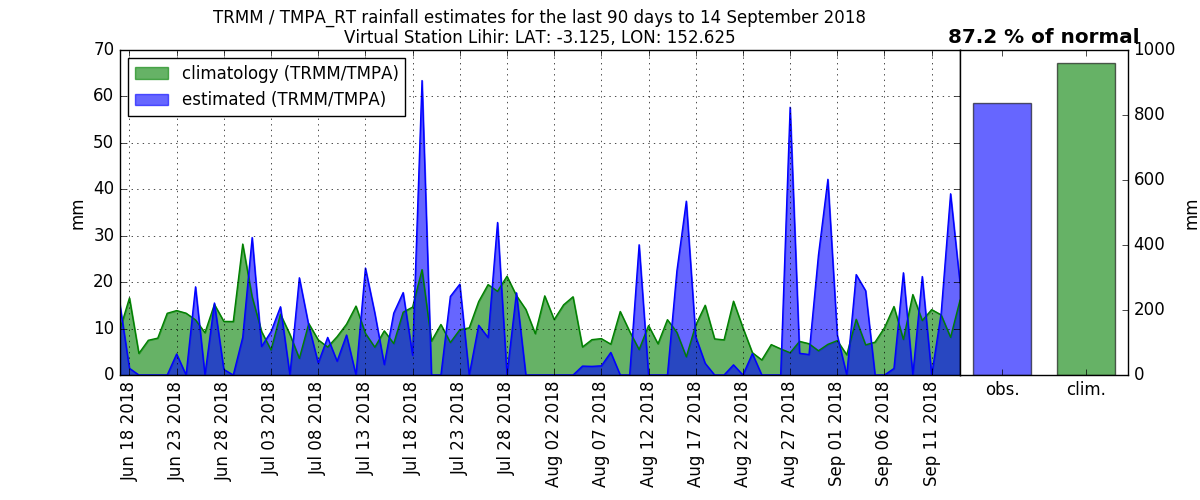 TRMM / TMPA_RT rainfall estimates for the last 90 days to 14 September 2018
Virtual Station Lihir: LAT: -3.125, LON: 152.625
87.2 % of normal
climatology (TRMM/TMPA)
estimated (TRMM/TMPA)
70
60
50
40
30
20
10
0
mm
Jun 18 2018
Jun 23 2018
Jun 28 2018
Jul 03 2018
Jul 08 2018
Jul 13 2018
Jul 18 2018
Jul 23 2018
Jul 28 2018
Aug 02 2018
Aug 07 2018
Aug 12 2018
Aug 17 2018
Aug 22 2018
Aug 27 2018
Sep 01 2018
Sep 06 2018
Sep 11 2018
obs.
clim.
1000
800
600
400
200
0
mm